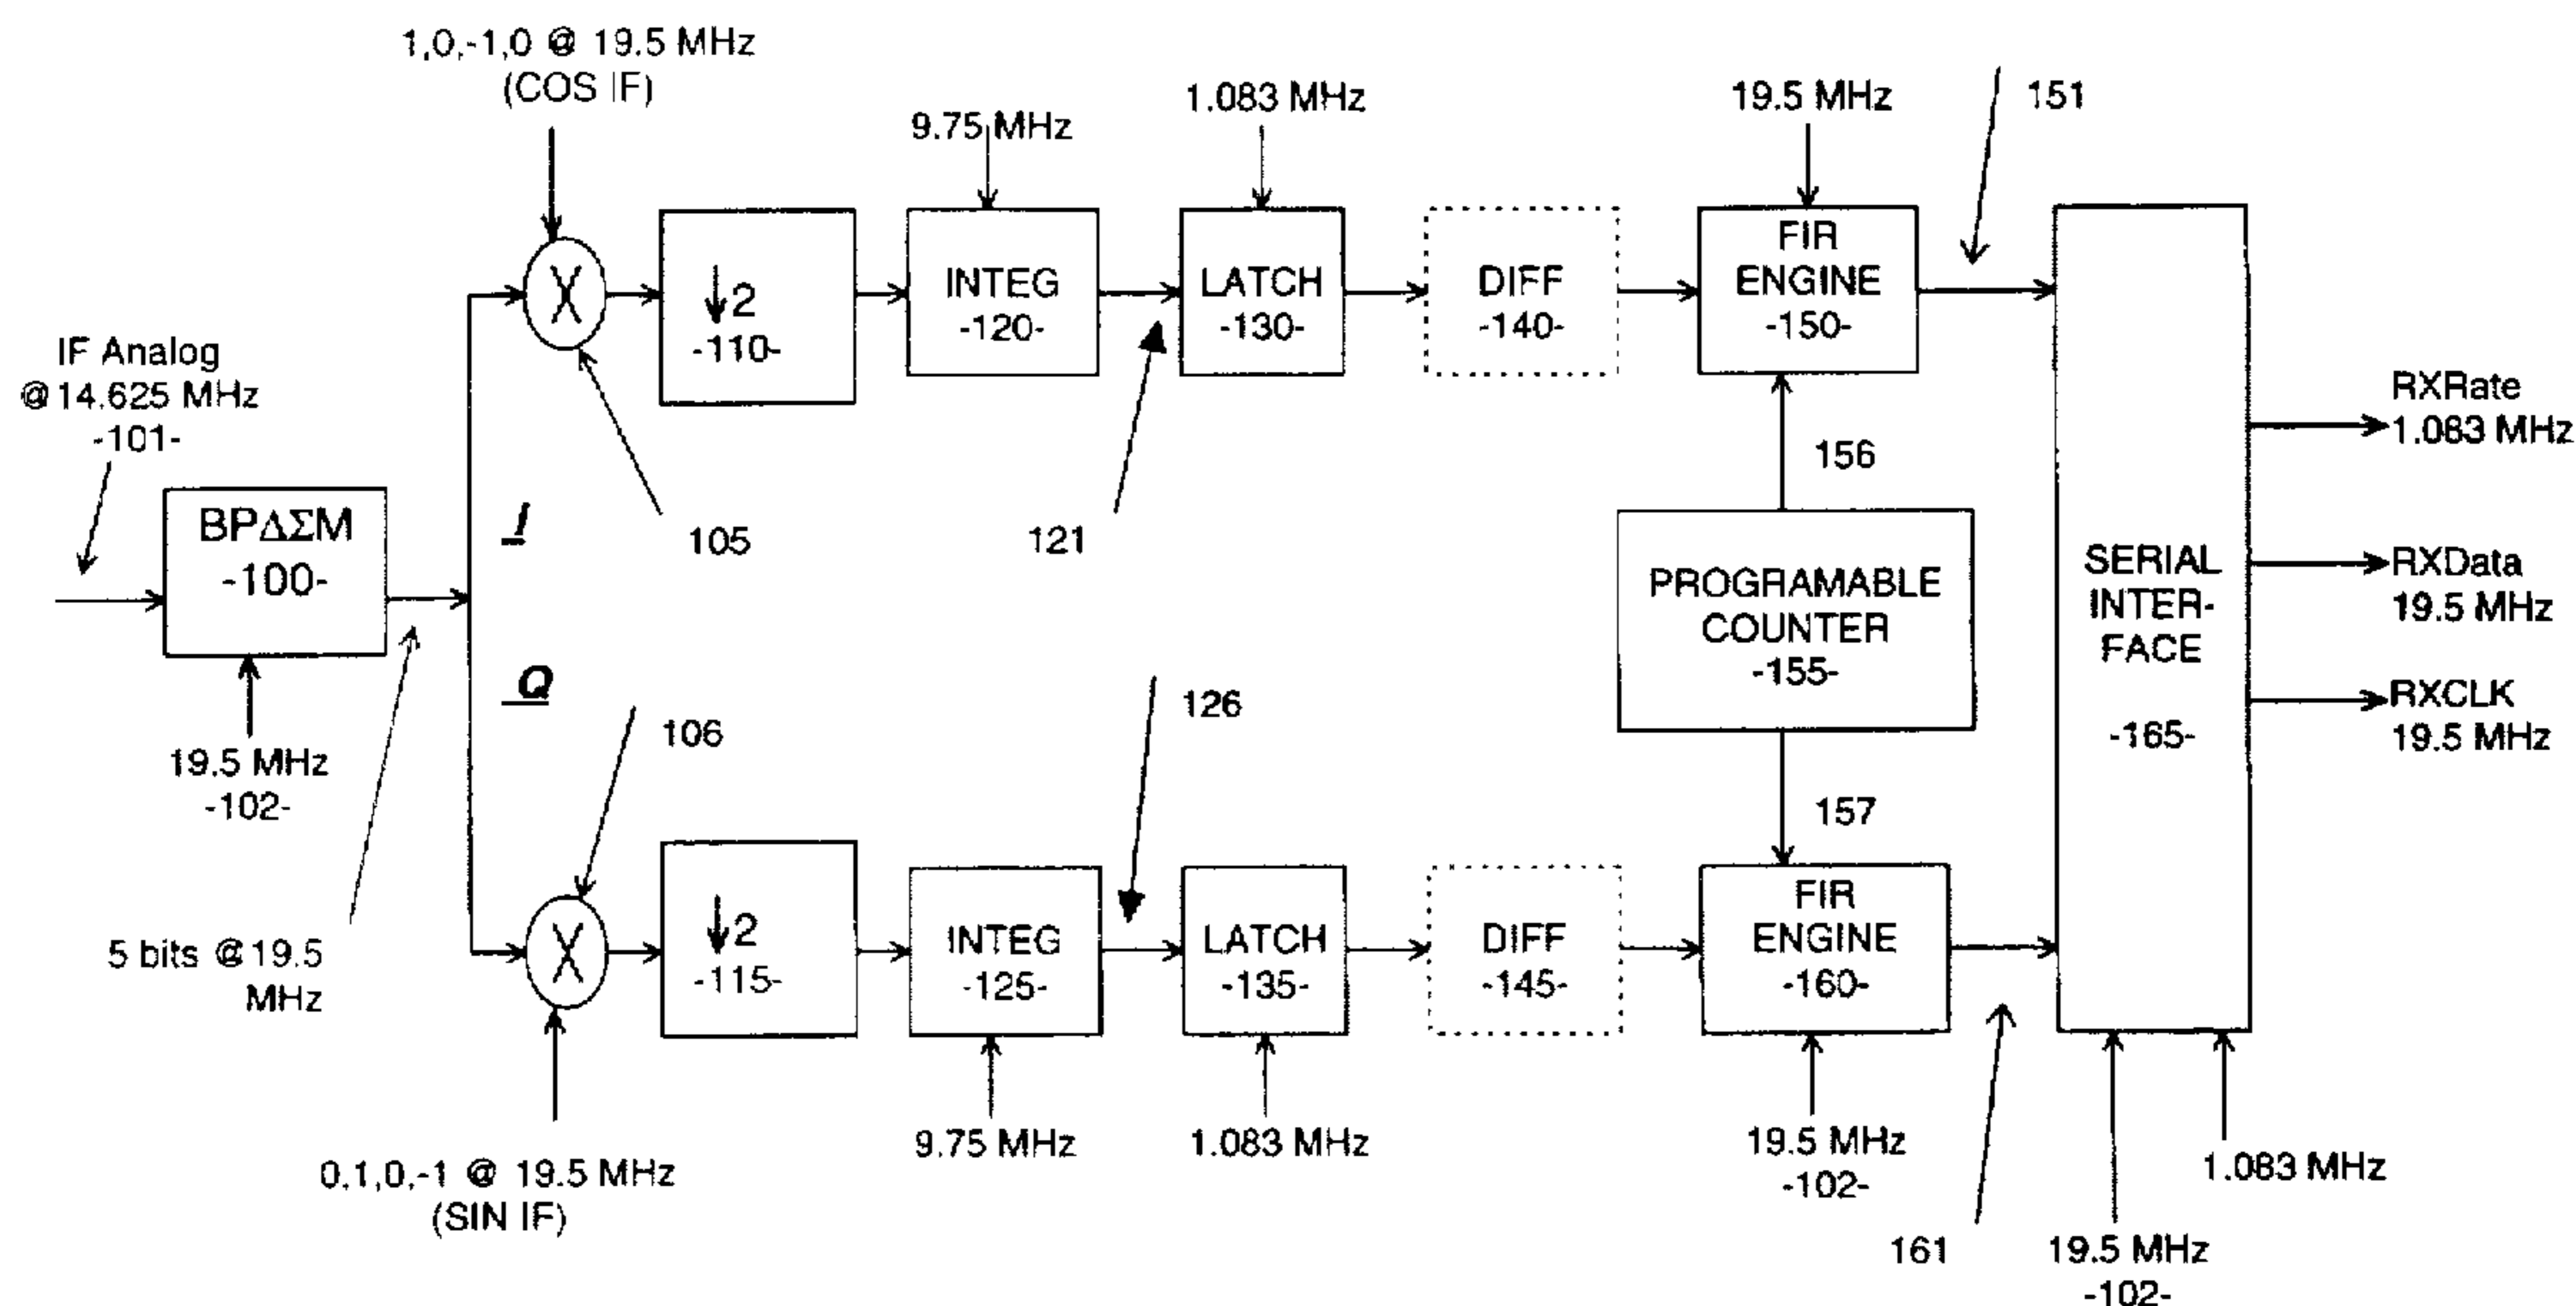 1,0,-1,0 @ 19.5 MHz
(COS IF)
9.75 MHz
1.083 MHz
19.5 MHz
151
↓2
-110-
INTEG
-120-
LATCH
-130-
DIFF
-140-
FIR
ENGINE
-150-
IF Analog
@14.625 MHz
-101-
BPΔΣM
-100-
I
105
121
156
RXRate
1.083 MHz
PROGRAMABLE
COUNTER
-155-
SERIAL
INTER-
FACE
-165-
RXData
19.5 MHz
RXCLK
19.5 MHz
Q
106
126
19.5 MHz
-102-
157
X
X
5 bits @19.5
MHz
↓2
-115-
INTEG
-125-
LATCH
-135-
DIFF
-145-
FIR
ENGINE
-160-
0,1,0,-1 @ 19.5 MHz
(SIN IF)
9.75 MHz
1.083 MHz
19.5 MHz
-102-
161
19.5 MHz
-102-
1.083 MHz